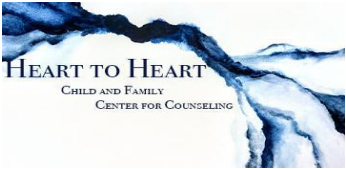 Heart to Heart
Child and Family
Center for Counseling